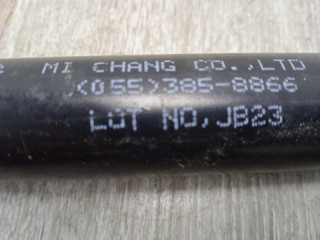 MI CHANG CO.,LTD
<055>385-8866
LOT NO,JB23